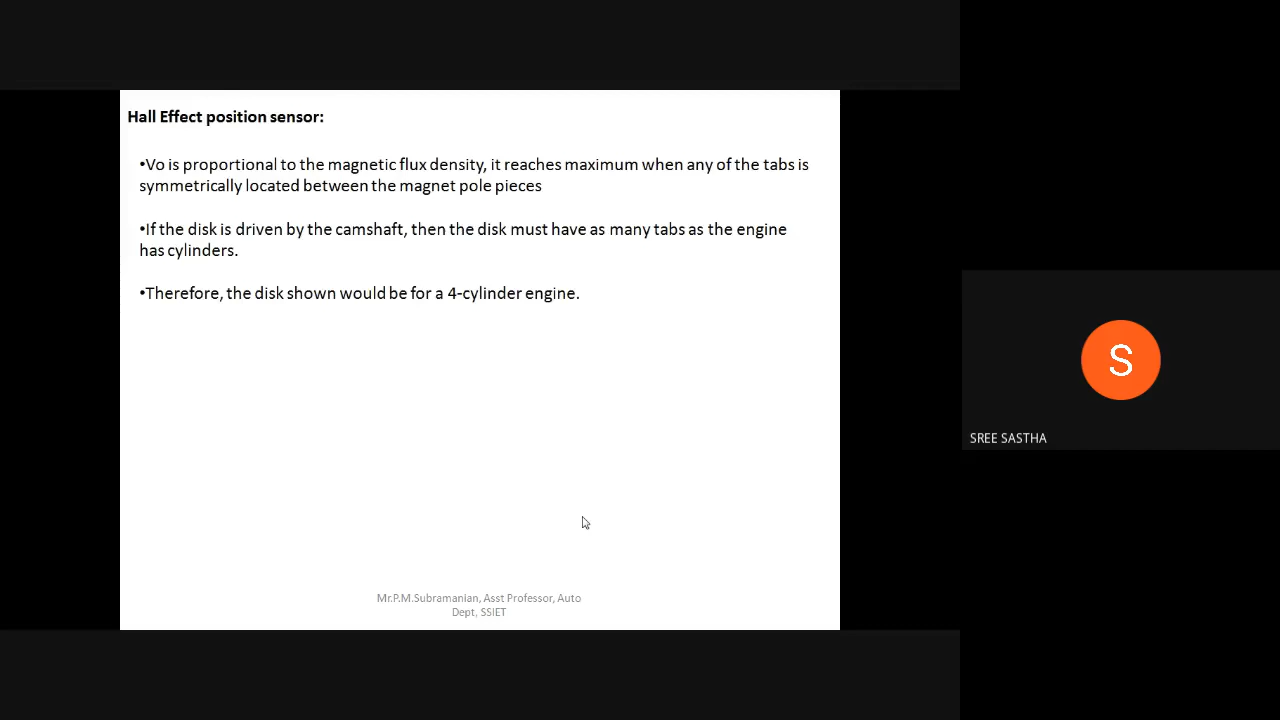 Hall Effect position sensor:
•Vo is proportional to the magnetic flux density, it reaches maximum when any of the tabs is
symmetrically located between the magnet pole pieces
•If the disk is driven by the camshaft, then the disk must have as many tabs as the engine
has cylinders.
•Therefore, the disk shown would be for a 4-cylinder engine.
Mr.P.M.Subramanian, Asst Professor, Auto
Dept, SSIET
S
SREE SASTHA